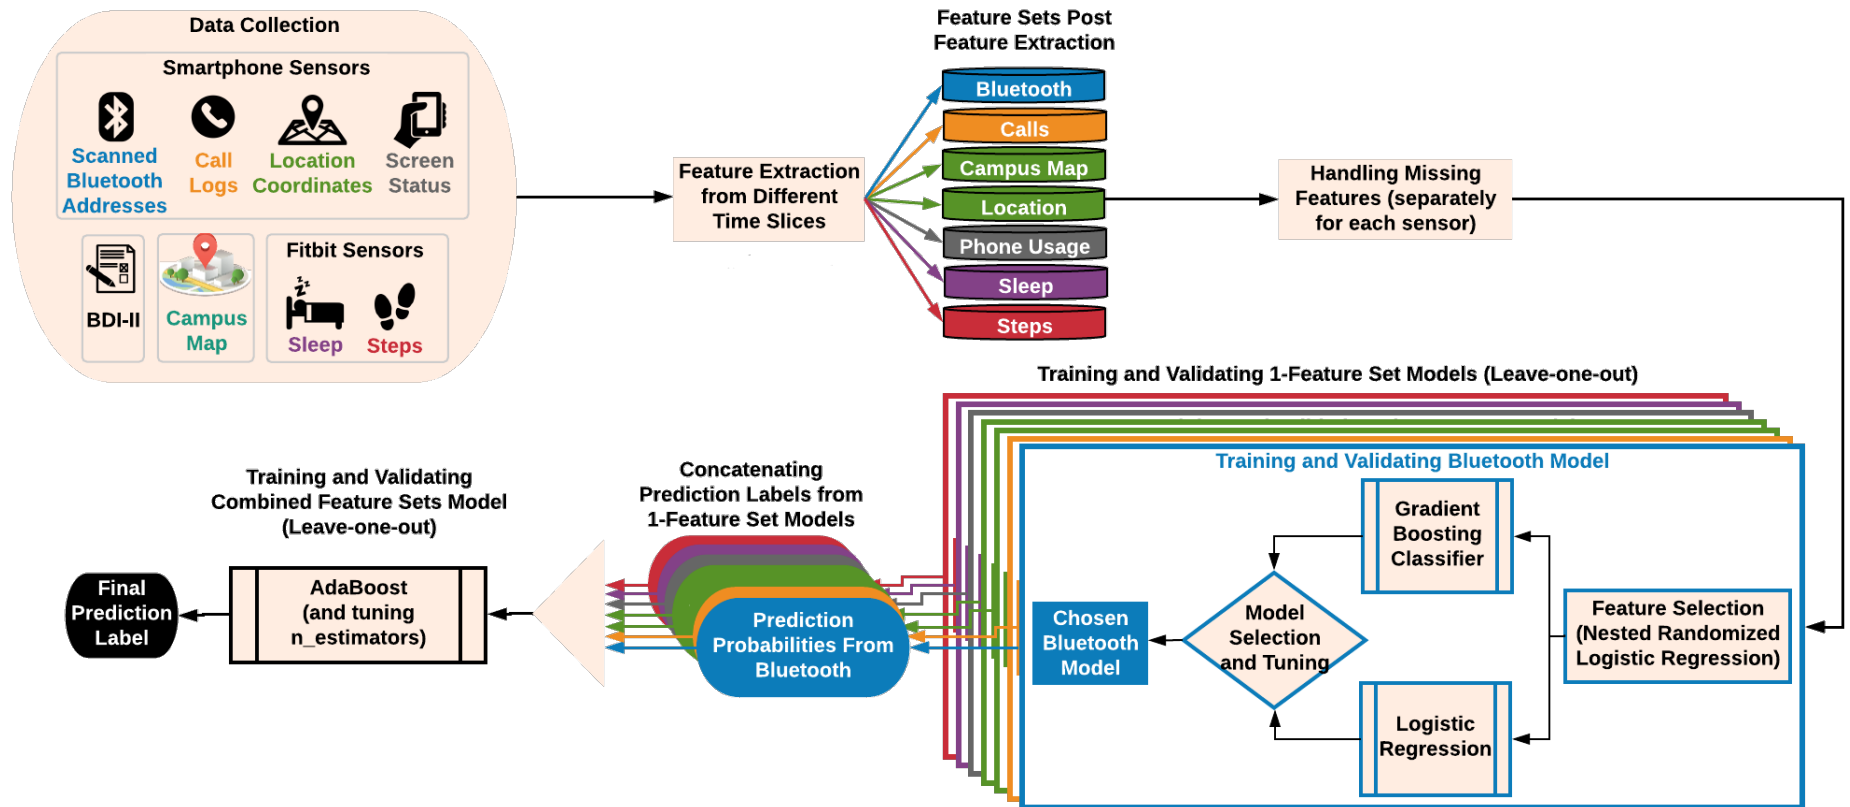 Data Collection
Smartphone Sensors
Scanned
Bluetooth
Addresses
Call
Logs
Location
Coordinates
Screen
Status
BDI-II
Campus
Map
Fitbit Sensors
z z z
Sleep
Steps
Feature Extraction
from Different
Time Slices
Feature Sets Post
Feature Extraction
Bluetooth
Calls
Campus Map
Location
Phone Usage
Sleep
Steps
Handling Missing
Features (separately
for each sensor)
Training and Validating 1-Feature Set Models (Leave-one-out)
Training and Validating Bluetooth Model
Feature Selection
(Nested Randomized
Logistic Regression)
Gradient
Boosting
Classifier
Logistic
Regression
Model
Selection
and Tuning
Chosen
Bluetooth
Model
Concatenating
Prediction Labels from
1-Feature Set Models
Prediction
Probabilities From
Bluetooth
Training and Validating
Combined Feature Sets Model
(Leave-one-out)
AdaBoost
(and tuning
n_estimators)
Final
Prediction
Label